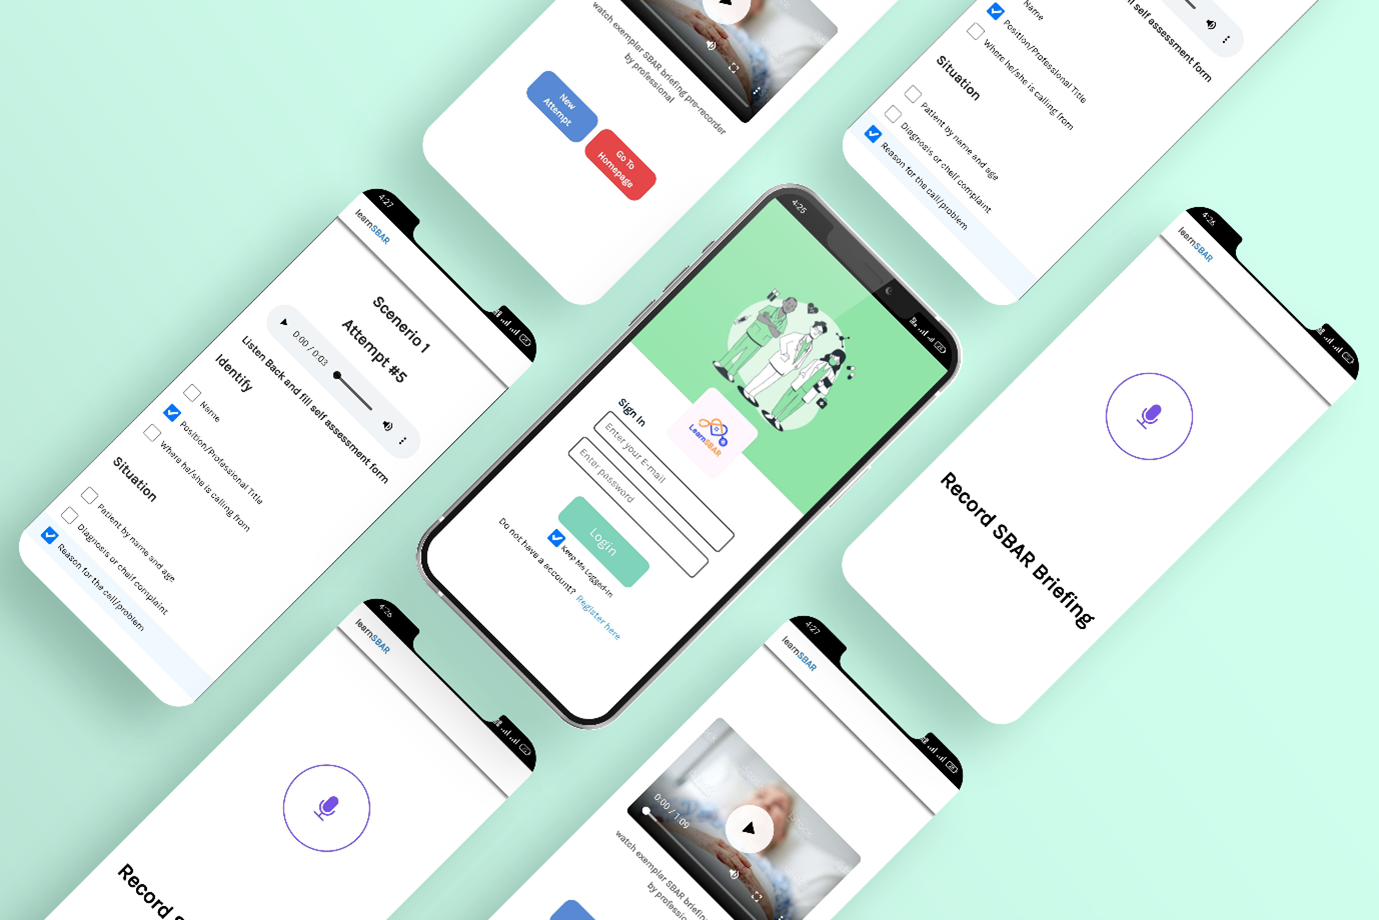 watch exemplar SBAR briefing pre-recorder
by professional
New
Attempt
Go To
Homepage
Name
Position/Professional Title
Where he/she is calling from
Situation
Patient by name and age
Diagnosis or cheif complaint
Reason for the call/problem
self assessment form
4:27
learnSBAR
Scenerio 1
Attempt #5
0:00 / 0:03
Listen Back and fill self assessment form
Identify
Name
Position/Professional Title
Where he/she is calling from
Situation
Patient by name and age
Diagnosis or cheif complaint
Reason for the call/problem
4:25
LearnSBAR
Sign In
Enter your E-mail
Enter password
Login
Keep Me Logged-In
Do not have a account? Register here
4:26
learnSBAR
Record SBAR Briefing
4:26
learnSBAR
Record S
4:27
learnSBAR
0:00 / 1:09
watch exemplar SBAR briefin
by professio